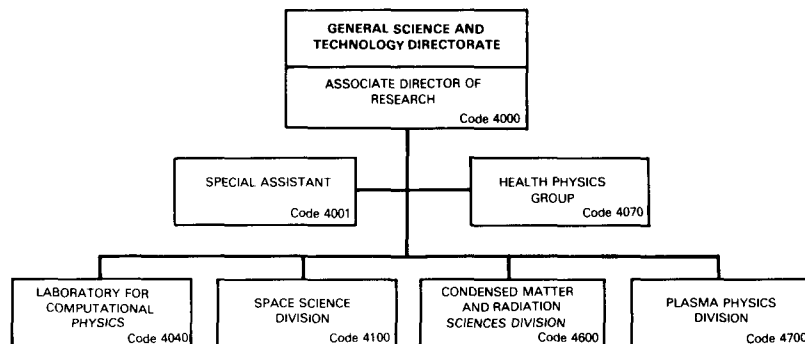 GENERAL SCIENCE AND
TECHNOLOGY DIRECTORATE
ASSOCIATE DIRECTOR OF
RESEARCH
Code 4000
SPECIAL ASSISTANT
Code 4001
HEALTH PHYSICS
GROUP
Code 4070
LABORATORY FOR
COMPUTATIONAL
PHYSICS
Code 4040
SPACE SCIENCE
DIVISION
Code 4100
CONDENSED MATTER
AND RADIATION
SCIENCES DIVISION
Code 4600
PLASMA PHYSICS
DIVISION
Code 4700